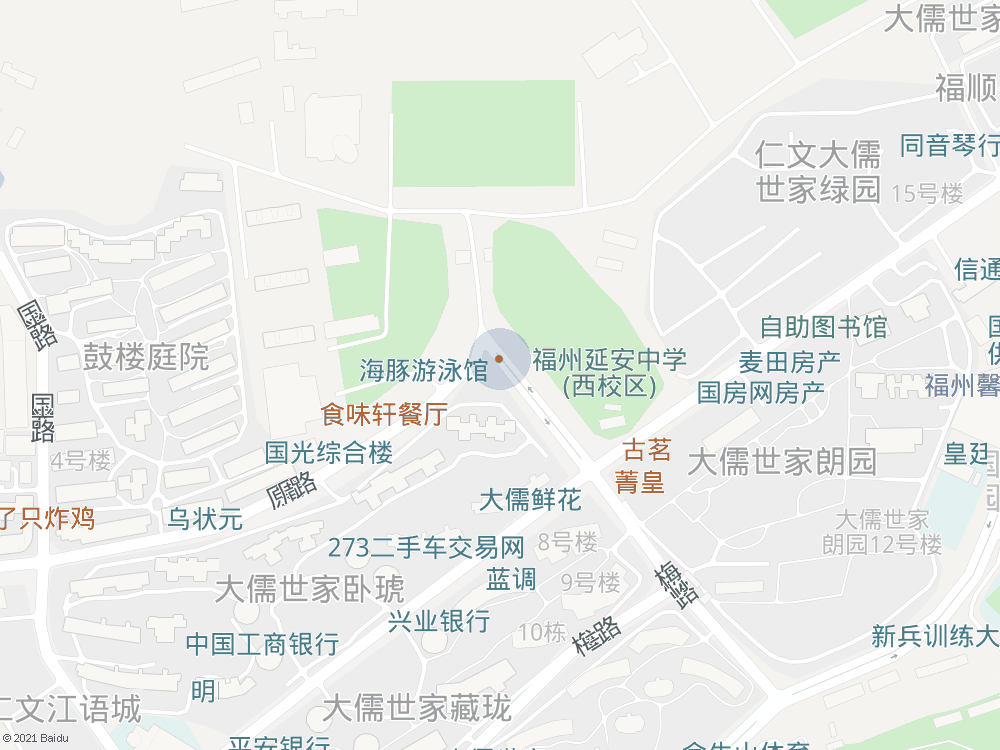 大儒世家
福顺
同音琴行
仁文大儒
世家绿园
15号楼
信通
国路
鼓楼庭院
自助图书馆
麦田房产
国房网房产
福州延安中学
(西校区)
海豚游泳馆
福州馨
食味轩餐厅
国光综合楼
4号楼
古茗
菁皇
大儒世家朗园
皇廷
大儒鲜花
乌状元
了只炸鸡
大儒世家
朗园12号楼
273二手车交易网
8号楼
蓝调
9号楼
大儒世家卧琥
兴业银行
10栋
中国工商银行
新兵训练大
明
仁文江语城
大儒世家藏珑
平安银行
© 2021 Baidu